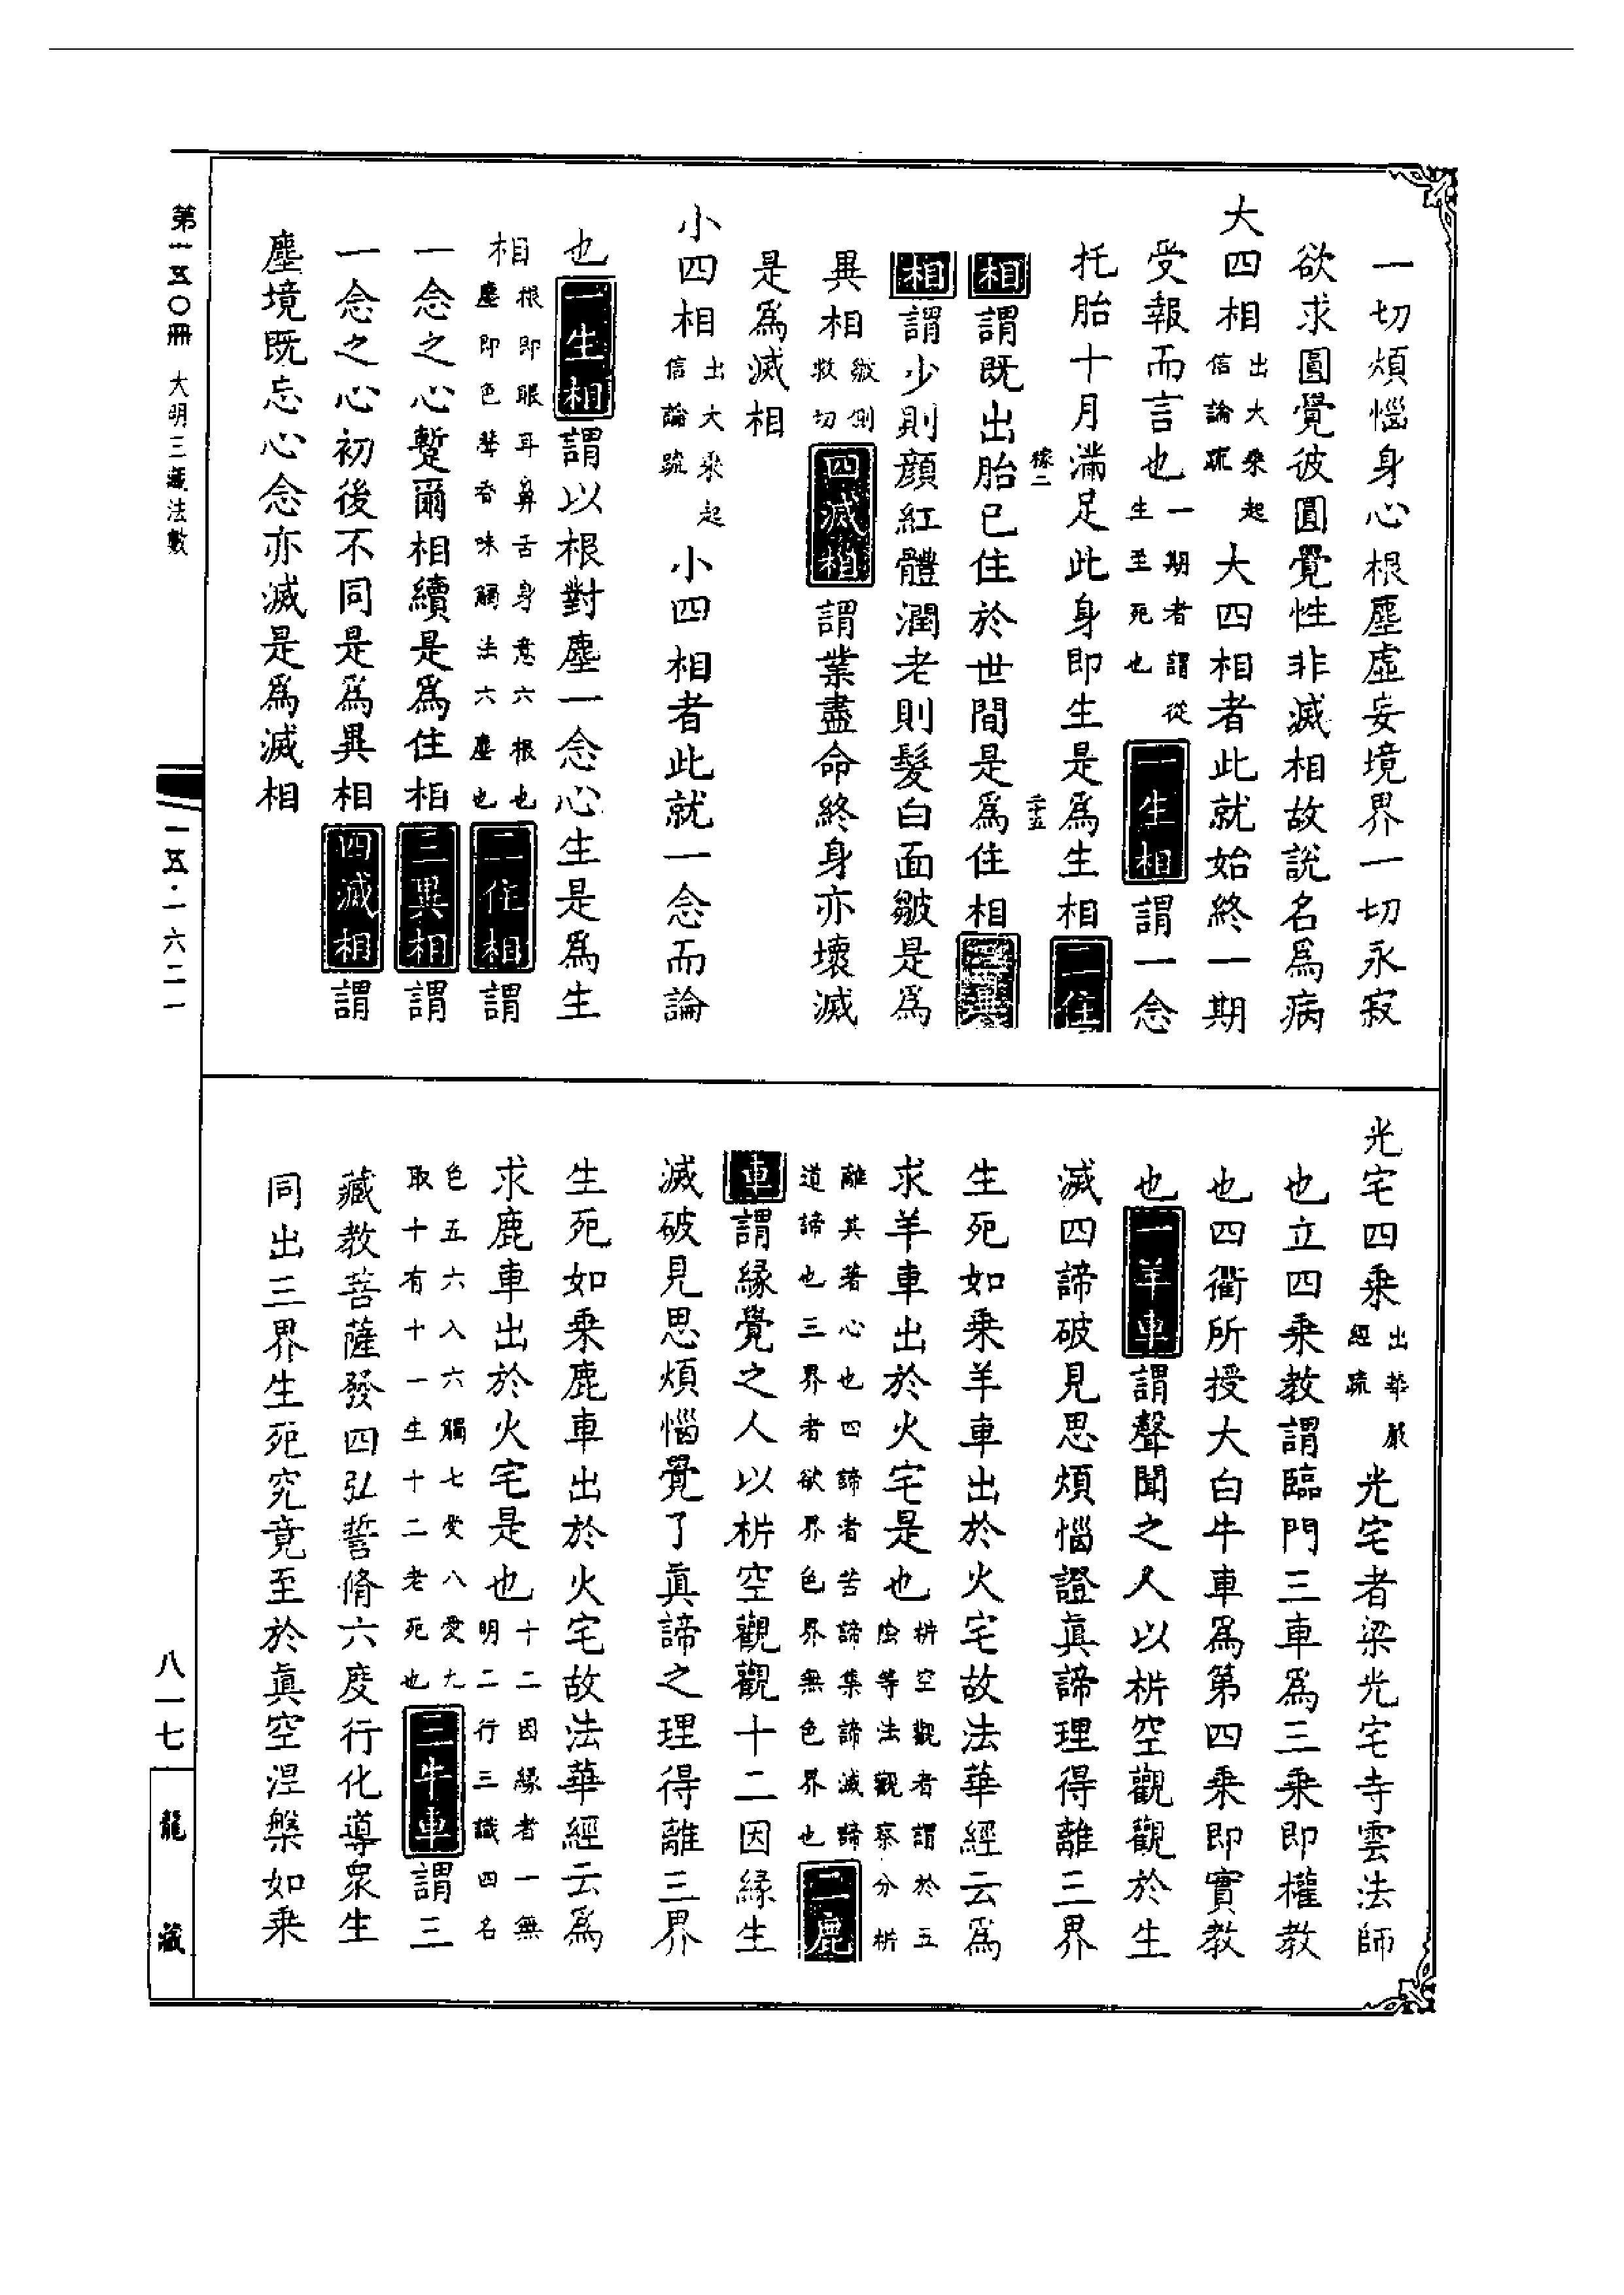 一切煩惱身心根塵虛妄境界一切永寂
欲求圓覺彼圓覺性非滅相故說名爲病
大四相出大乘起信論疏大四相者此就始終一期
受報而言也一期者謂從生至死也一生相謂一念
托胎十月滿足此身即生是爲生相二住
相謂既出胎已住於世間是爲住相三異
相謂少則顏紅體潤老則髮白面皺是爲
異相皺側救切四滅相謂業盡命終身亦壞滅
是爲滅相
小四相出大乘起信論疏小四相者此就一念而論
也一生相謂以根對塵一念心生是爲生
相根即眼耳鼻舌身意六根也塵即色聲香味觸法六塵也二住相謂
一念之心暫爾相續是爲住相三異相謂
一念之心初後不同是爲異相四滅相謂
塵境既忘心念亦滅是爲滅相
第一五〇冊 大明三藏法數
一五·一六二一
光宅四乘出華嚴經疏光宅者梁光宅寺雲法師
也立四乘教謂臨門三車爲三乘即權教
也四衢所授大白牛車爲第四乘即實教
也一羊車謂聲聞之人以析空觀觀於生
滅四諦破見思煩惱證眞諦理得離三界
生死如乘羊車出於火宅故法華經云爲
求羊車出於火宅是也析空觀者謂於五陰等法觀察分析
離其著心也四諦者苦諦集諦滅諦道諦也三界者欲界色界無色界也二鹿
車謂緣覺之人以析空觀觀十二因緣生
滅破見思煩惱覺了眞諦之理得離三界
生死如乘鹿車出於火宅故法華經云爲
求鹿車出於火宅是也十二因緣者一無明二行三識四名
色五六入六觸七受八愛九取十有十一生十二老死也三牛車謂三
藏教菩薩發四弘誓脩六度行化導衆生
同出三界生死究竟至於眞空涅槃如乘
八一七
龍藏